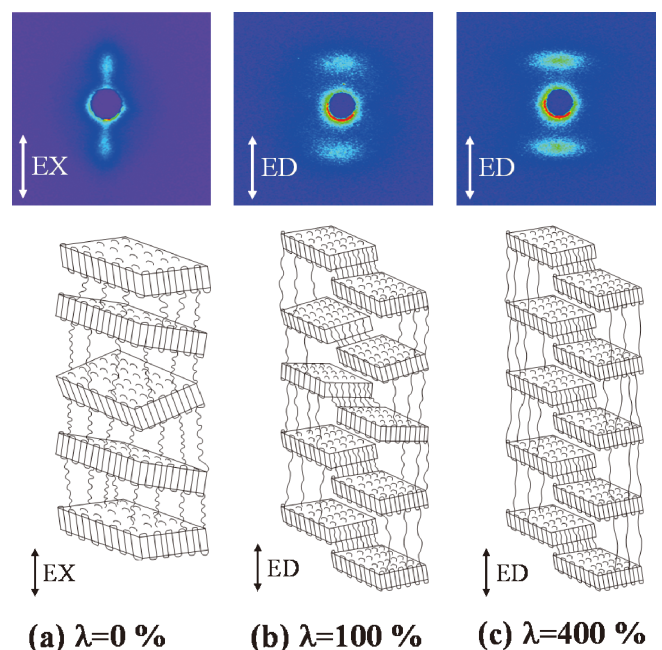 EX
ED
ED
EX
ED
ED
(a) λ=0 %
(b) λ=100 %
(c) λ=400 %